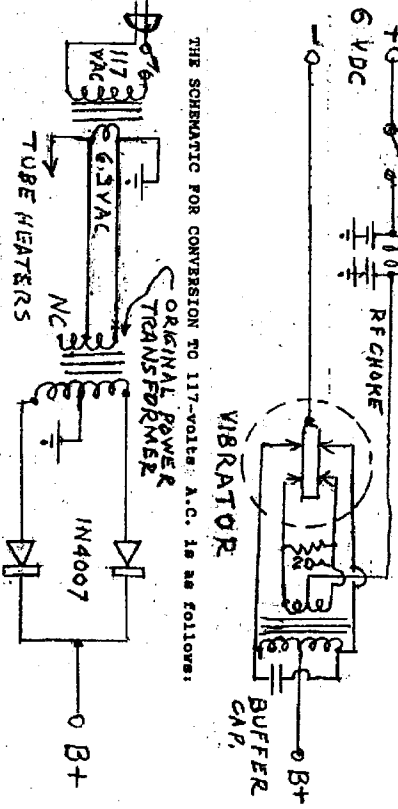 +
6 VDC
RF CHOKE
-
VIBRATOR
20
B+
BUFFER
CAP.
THE SCHEMATIC FOR CONVERSION TO 117-volts A.C. is as follows:
117
VAC
6.3VAC
TUBE HEATERS
NC
ORIGINAL POWER
TRANSFORMER
1N4007
B+